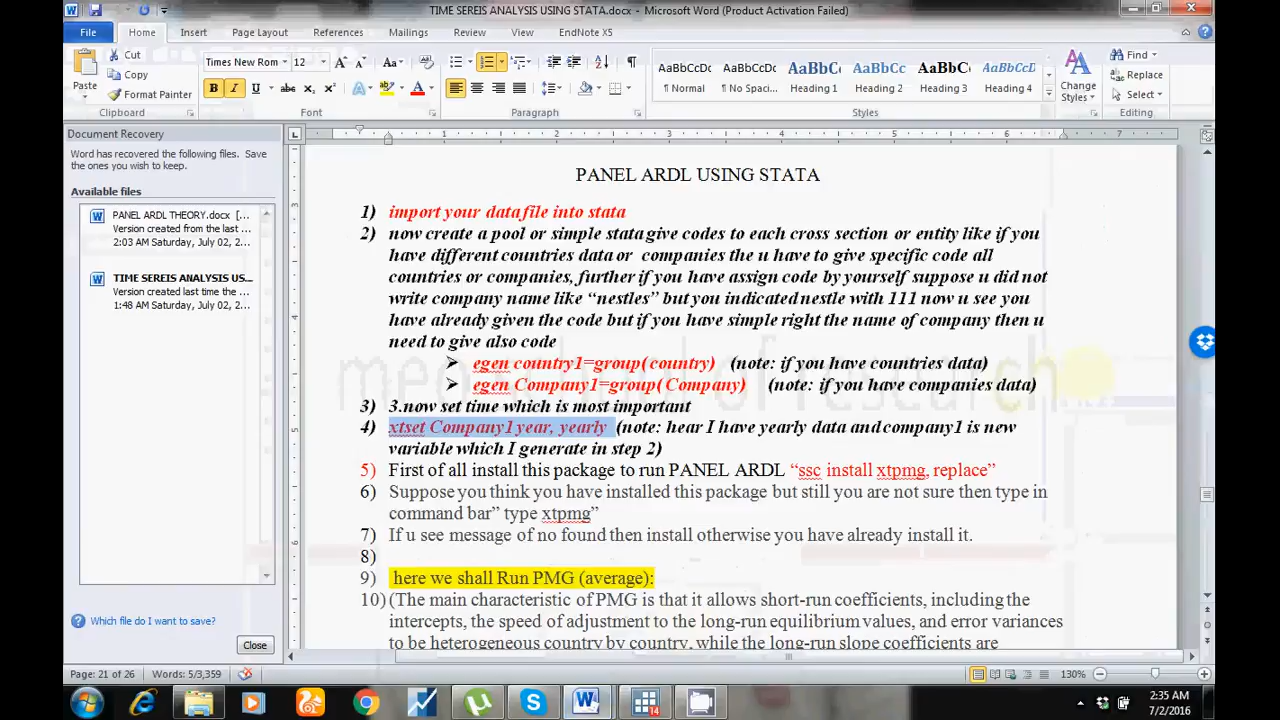 TIME SEREIS ANALYSIS USING STATA.docx - Microsoft Word (Product Activation Failed)
File Home Insert Page Layout References Mailings Review View EndNote X5
Paste
Cut
Copy
Format Painter
Clipboard
Times New Rom 12
Font
Paragraph
AaBbCcDc AaBbCcDc AaBbC AaBbCc AaBbC AaBbCcD
¶ Normal ¶ No Spaci... Heading 1 Heading 2 Heading 3 Heading 4
Change Styles
Styles
Find
Replace
Select
Editing
Document Recovery
Word has recovered the following files. Save
the ones you wish to keep.
Available files
PANEL ARDL THEORY.docx [...
Version created from the last ...
2:03 AM Saturday, July 02, 2...
TIME SEREIS ANALYSIS US...
Version created last time the ...
1:48 AM Saturday, July 02, 2...
Which file do I want to save?
Close
PANEL ARDL USING STATA
1) import your data file into stata
2) now create a pool or simple stata give codes to each cross section or entity like if you
have different countries data or companies the u have to give specific code all
countries or companies, further if you have assign code by yourself suppose u did not
write company name like “nestles” but you indicated nestle with 111 now u see you
have already given the code but if you have simple right the name of company then u
need to give also code
➢ egen country1=group(country) (note: if you have countries data)
➢ egen Company1=group( Company) (note: if you have companies data)
3) 3.now set time which is most important
4) xtset Company1 year, yearly (note: hear I have yearly data and company1 is new
variable which I generate in step 2)
5) First of all install this package to run PANEL ARDL “ssc install xtpmg, replace”
6) Suppose you think you have installed this package but still you are not sure then type in
command bar” type xtpmg”
7) If u see message of no found then install otherwise you have already install it.
8)
9) here we shall Run PMG (average):
10) (The main characteristic of PMG is that it allows short-run coefficients, including the
intercepts, the speed of adjustment to the long-run equilibrium values, and error variances
to be heterogeneous country by country, while the long-run slope coefficients are
Page: 21 of 26 Words: 5/3,359 130%
14
2:35 AM
7/2/2016